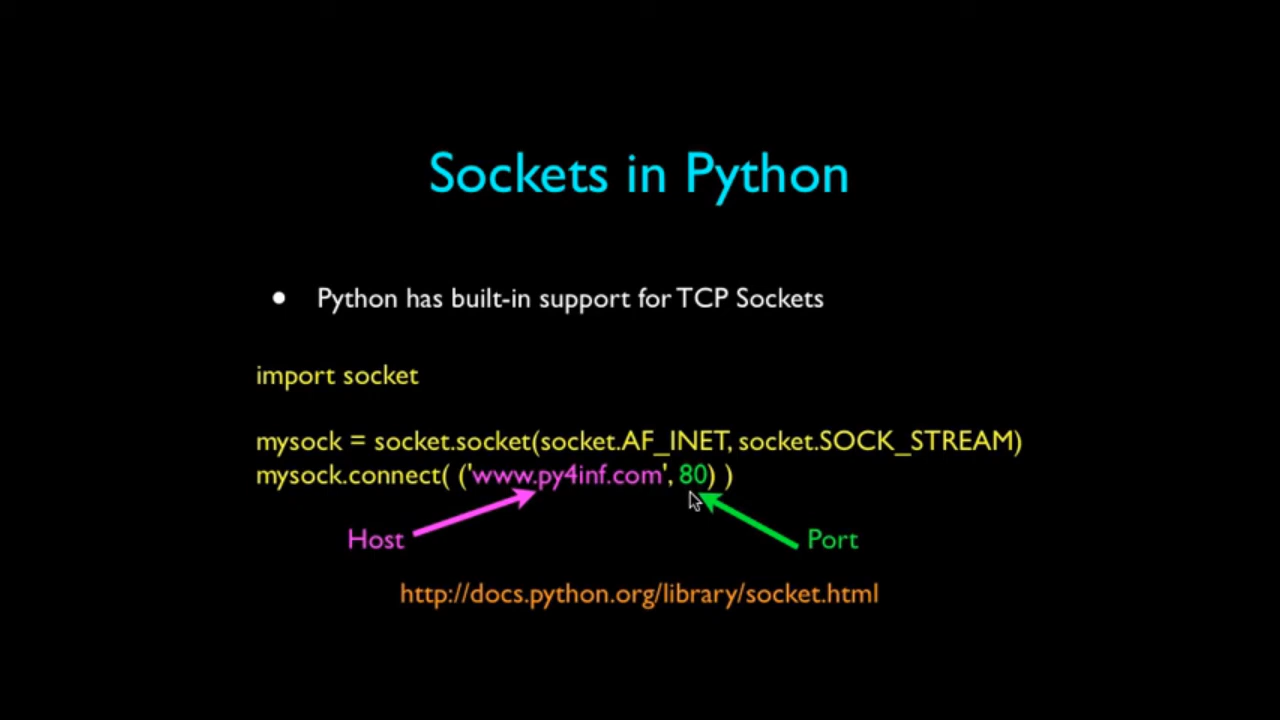 Sockets in Python
• Python has built-in support for TCP Sockets
import socket
mysock = socket.socket(socket.AF_INET, socket.SOCK_STREAM)
mysock.connect( ('www.py4inf.com', 80) )
Host
Port
http://docs.python.org/library/socket.html